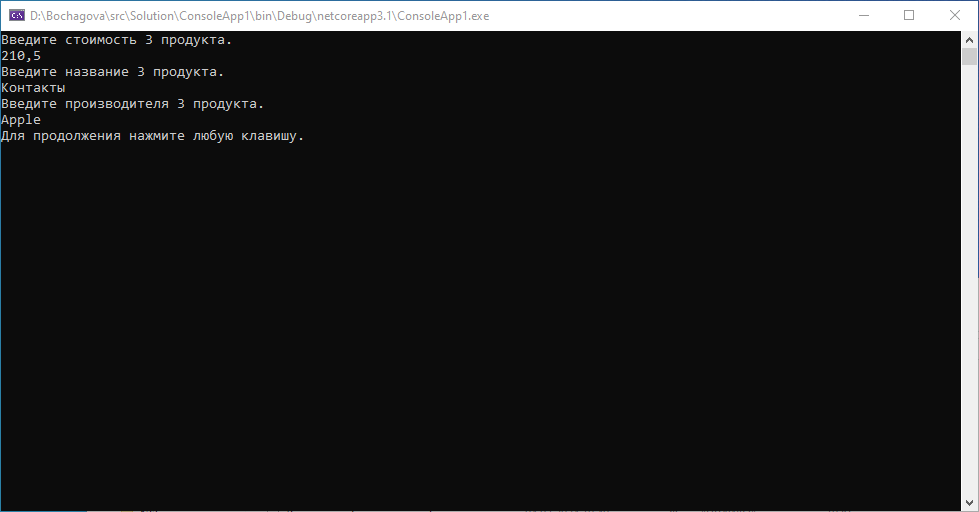 D:\Bochagova\src\Solution\ConsoleApp1\bin\Debug\netcoreapp3.1\ConsoleApp1.exe
Введите стоимость 3 продукта.
210,5
Введите название 3 продукта.
Контакты
Введите производителя 3 продукта.
Apple
Для продолжения нажмите любую клавишу.